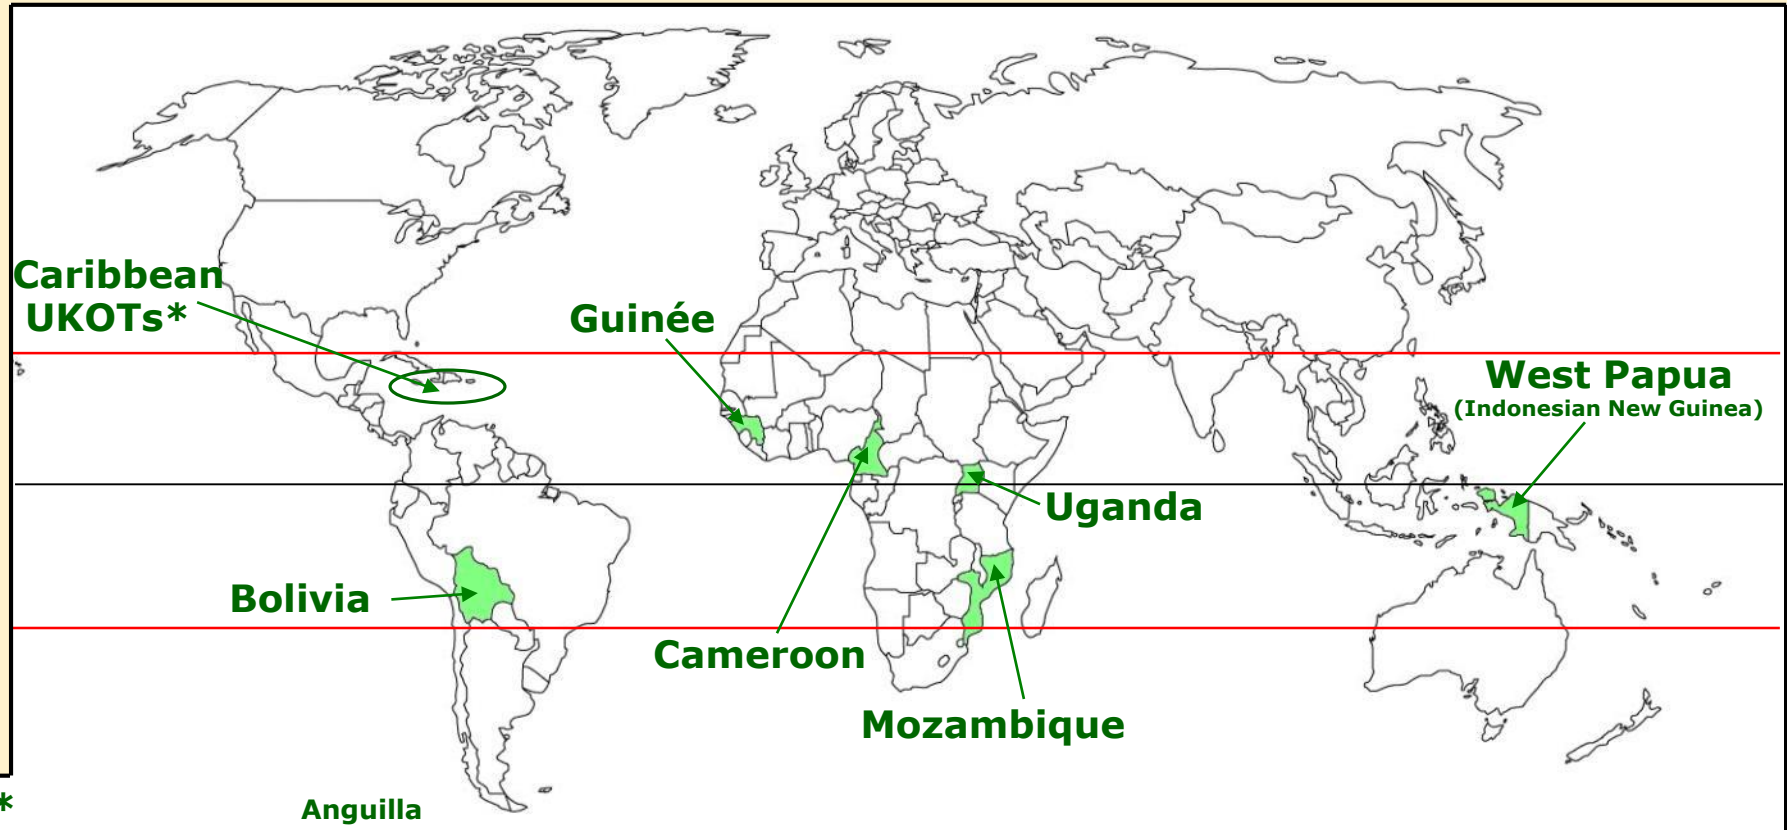 Caribbean
UKOTs*
Guinée
West Papua
(Indonesian New Guinea)
Uganda
Bolivia
Cameroon
Mozambique
*
Anguilla